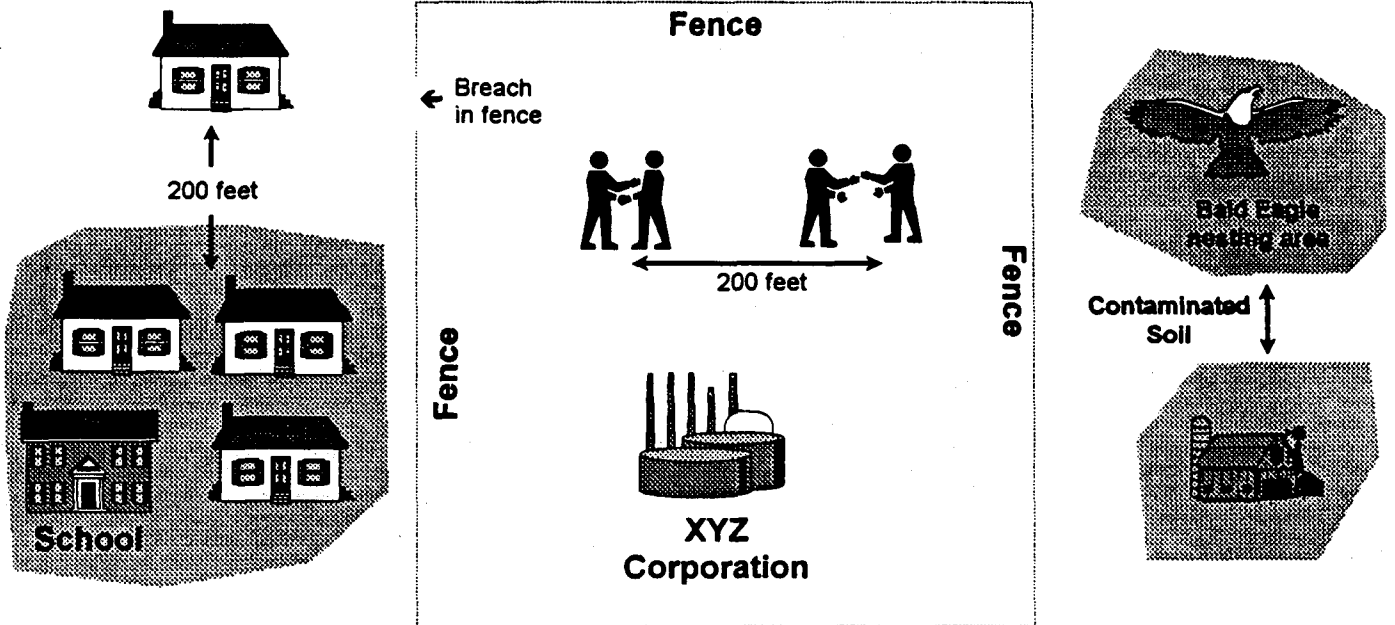 Fence
Breach
in fence
200 feet
200 feet
Fence
Fence
School
XYZ
Corporation
Bald Eagle
nesting area
Contaminated
Soil